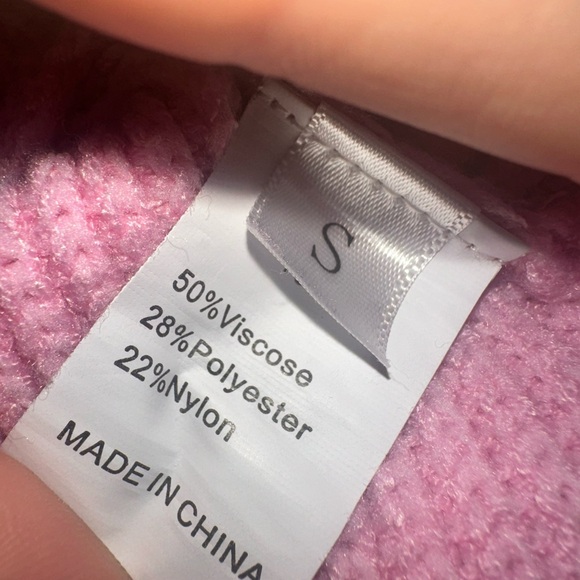 S
50%Viscose
28%Polyester
22%Nylon
MADE IN CHINA